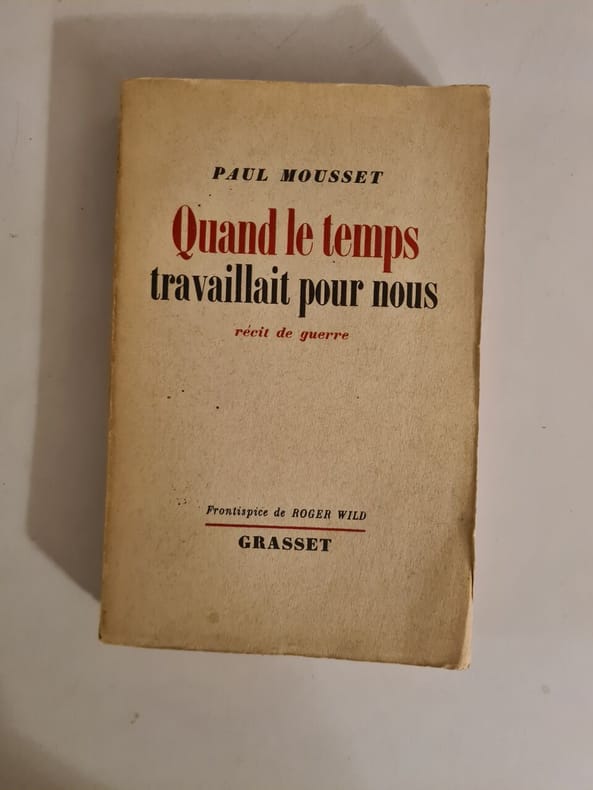 PAUL MOUSSET
Quand le temps
travaillait pour nous
récit de guerre
Frontispice de ROGER WILD
GRASSET